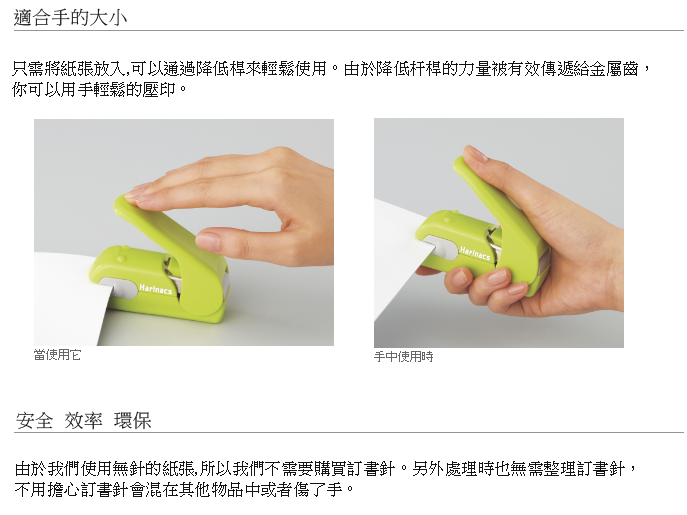 適合手的大小
只需將紙張放入,可以通過降低桿來輕鬆使用。由於降低杆桿的力量被有效傳遞給金屬齒，
你可以用手輕鬆的壓印。
Harinacs
Harinacs
當使用它
手中使用時
安全 效率 環保
由於我們使用無針的紙張,所以我們不需要購買訂書針。另外處理時也無需整理訂書針，
不用擔心訂書針會混在其他物品中或者傷了手。